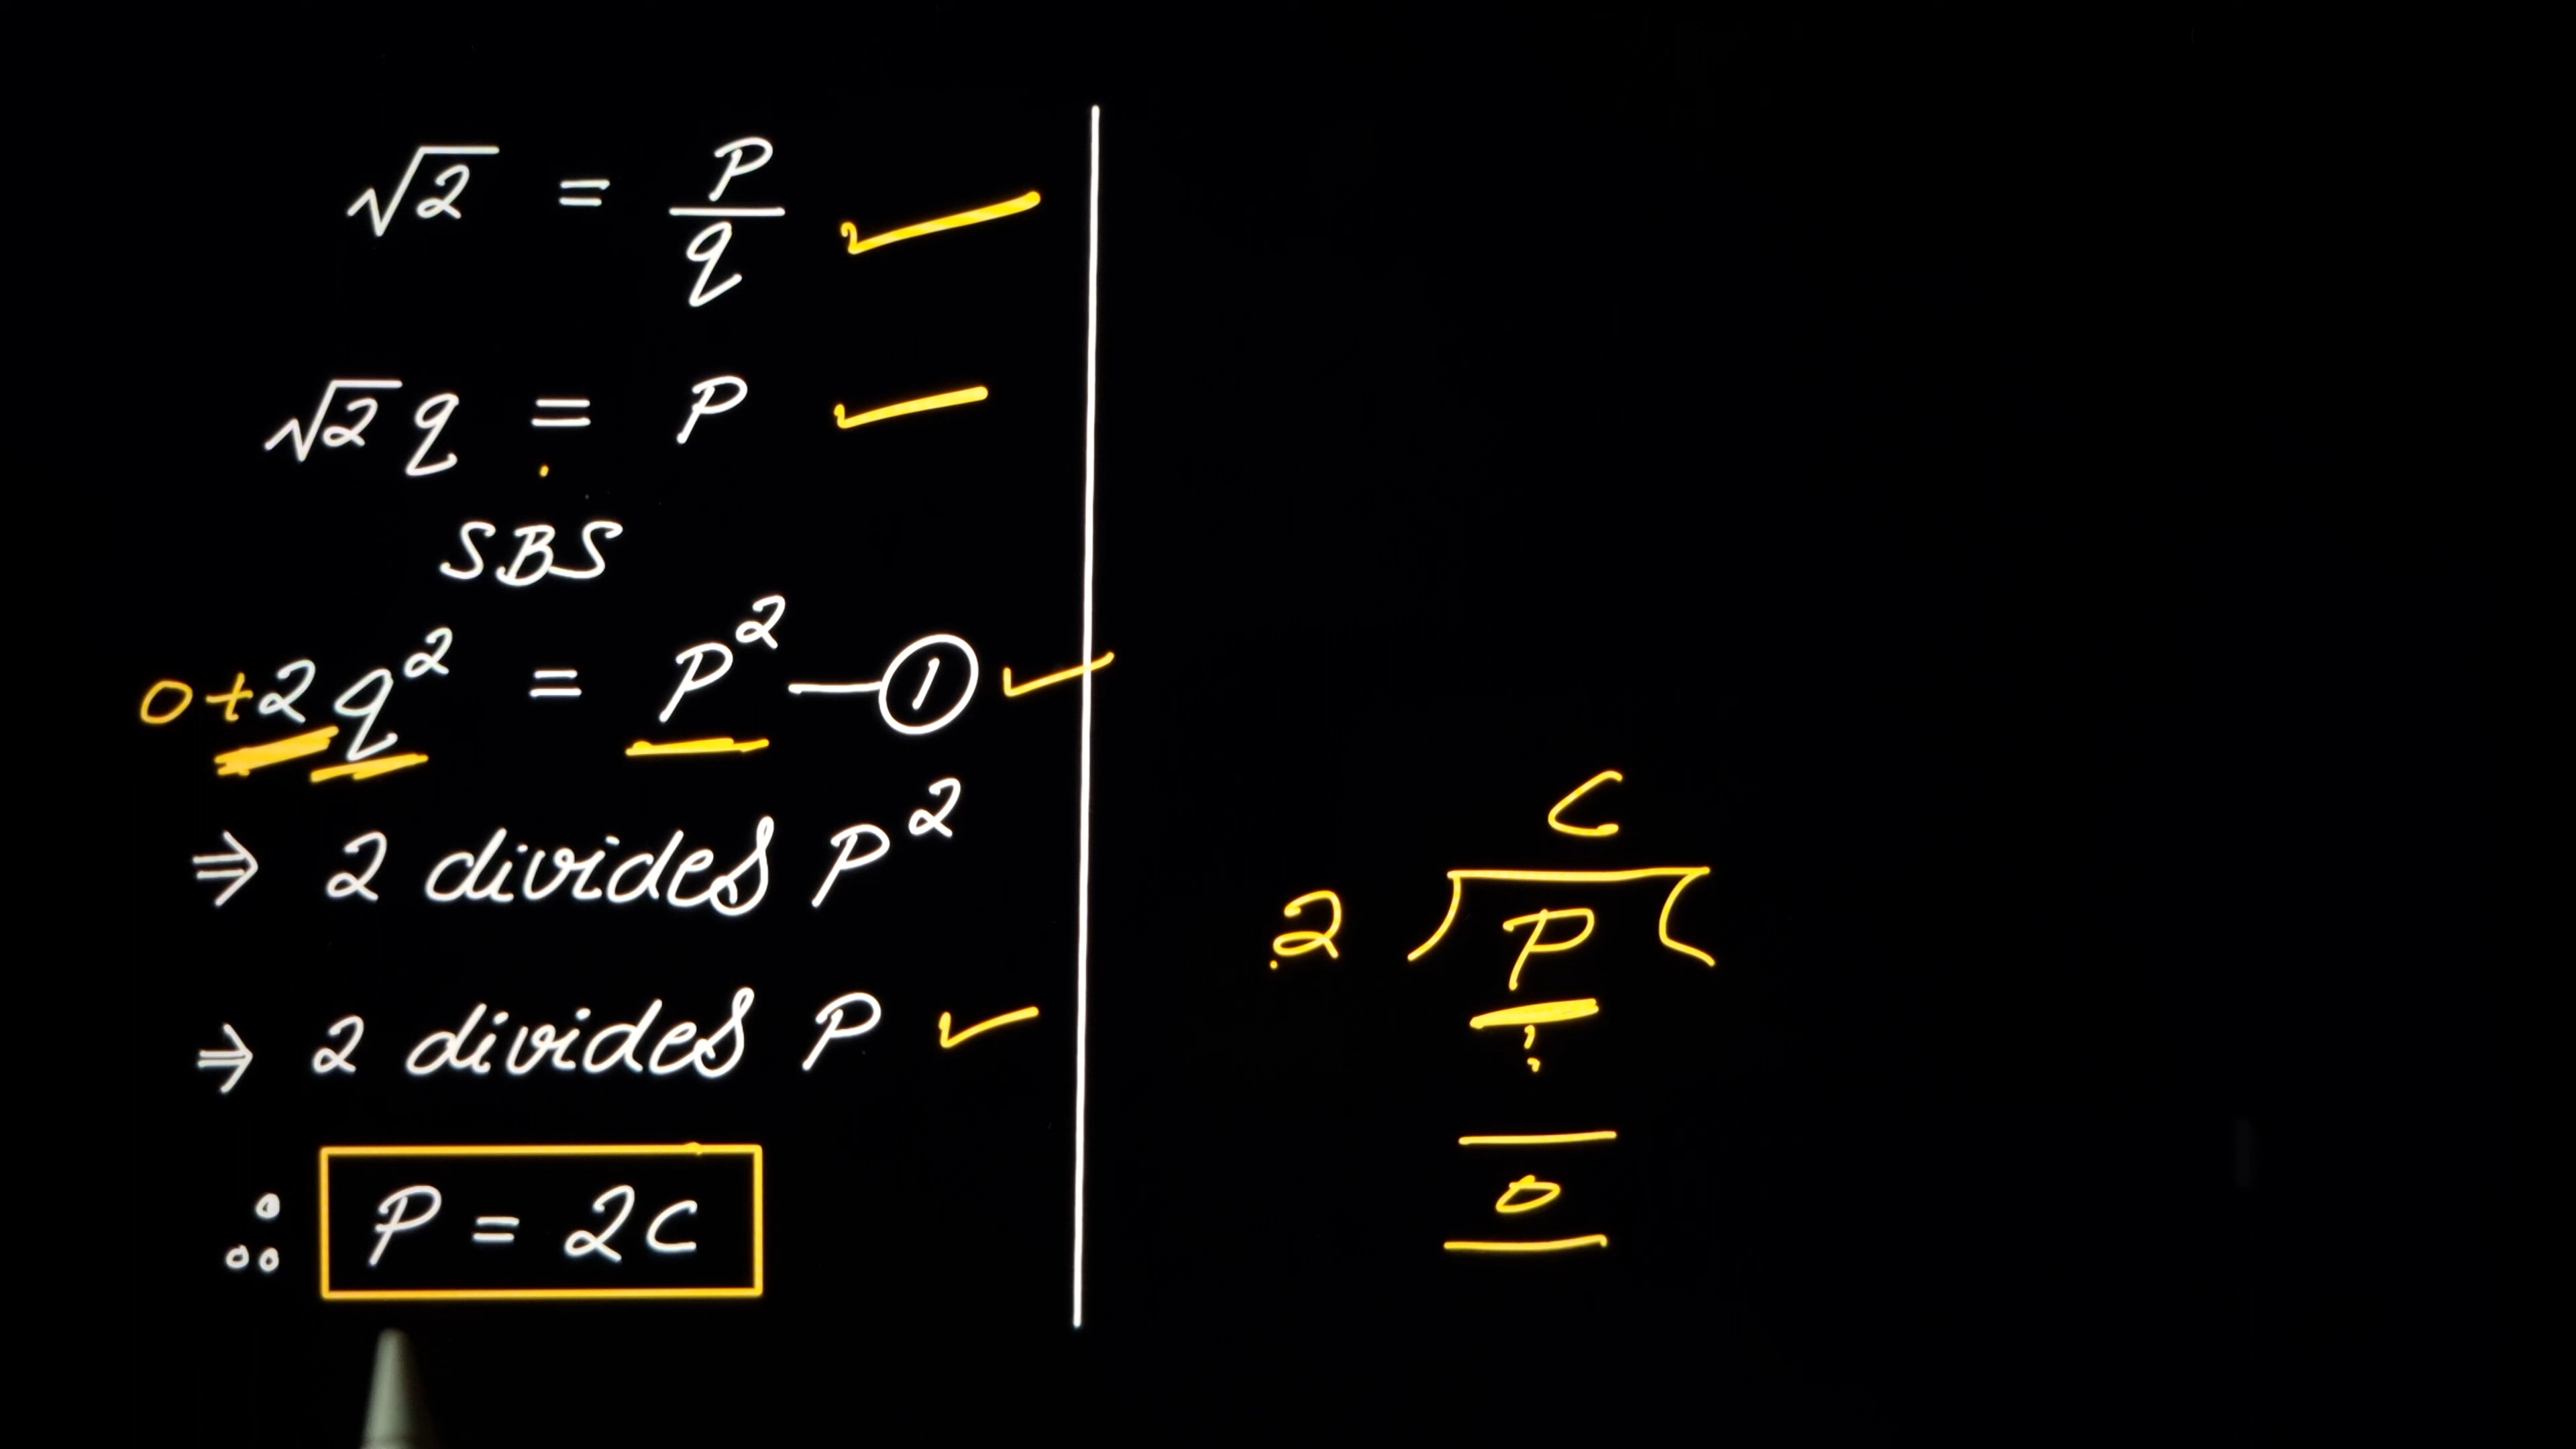 √2 = P/q
√2 q = P
SBS
0+2q² = P² — ①
⇒ 2 divides P²
⇒ 2 divides P
∴ P = 2C
C
2 P
0